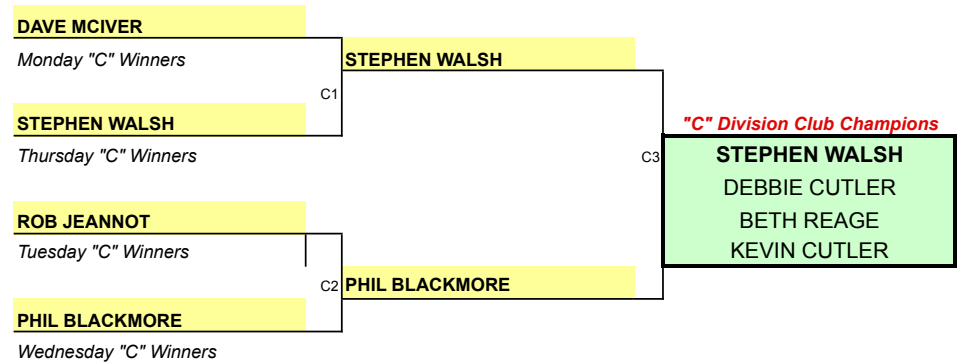 DAVE MCIVER
Monday "C" Winners
STEPHEN WALSH
C1
STEPHEN WALSH
"C" Division Club Champions
Thursday "C" Winners
C3
STEPHEN WALSH
DEBBIE CUTLER
BETH REAGE
KEVIN CUTLER
ROB JEANNOT
Tuesday "C" Winners
C2
PHIL BLACKMORE
PHIL BLACKMORE
Wednesday "C" Winners